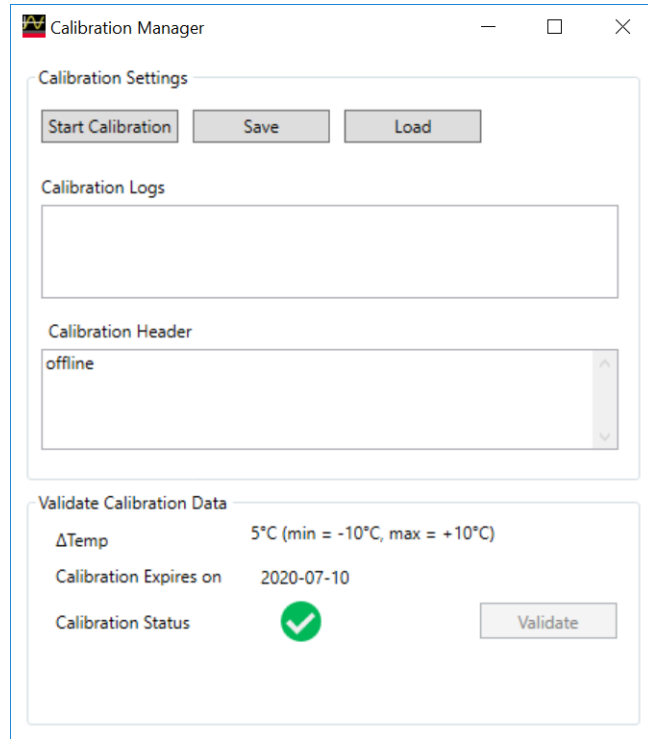 Calibration Manager
Calibration Settings
Start Calibration Save Load
Calibration Logs
Calibration Header
offline
Validate Calibration Data
ΔTemp 5°C (min = -10°C, max = +10°C)
Calibration Expires on 2020-07-10
Calibration Status Validate